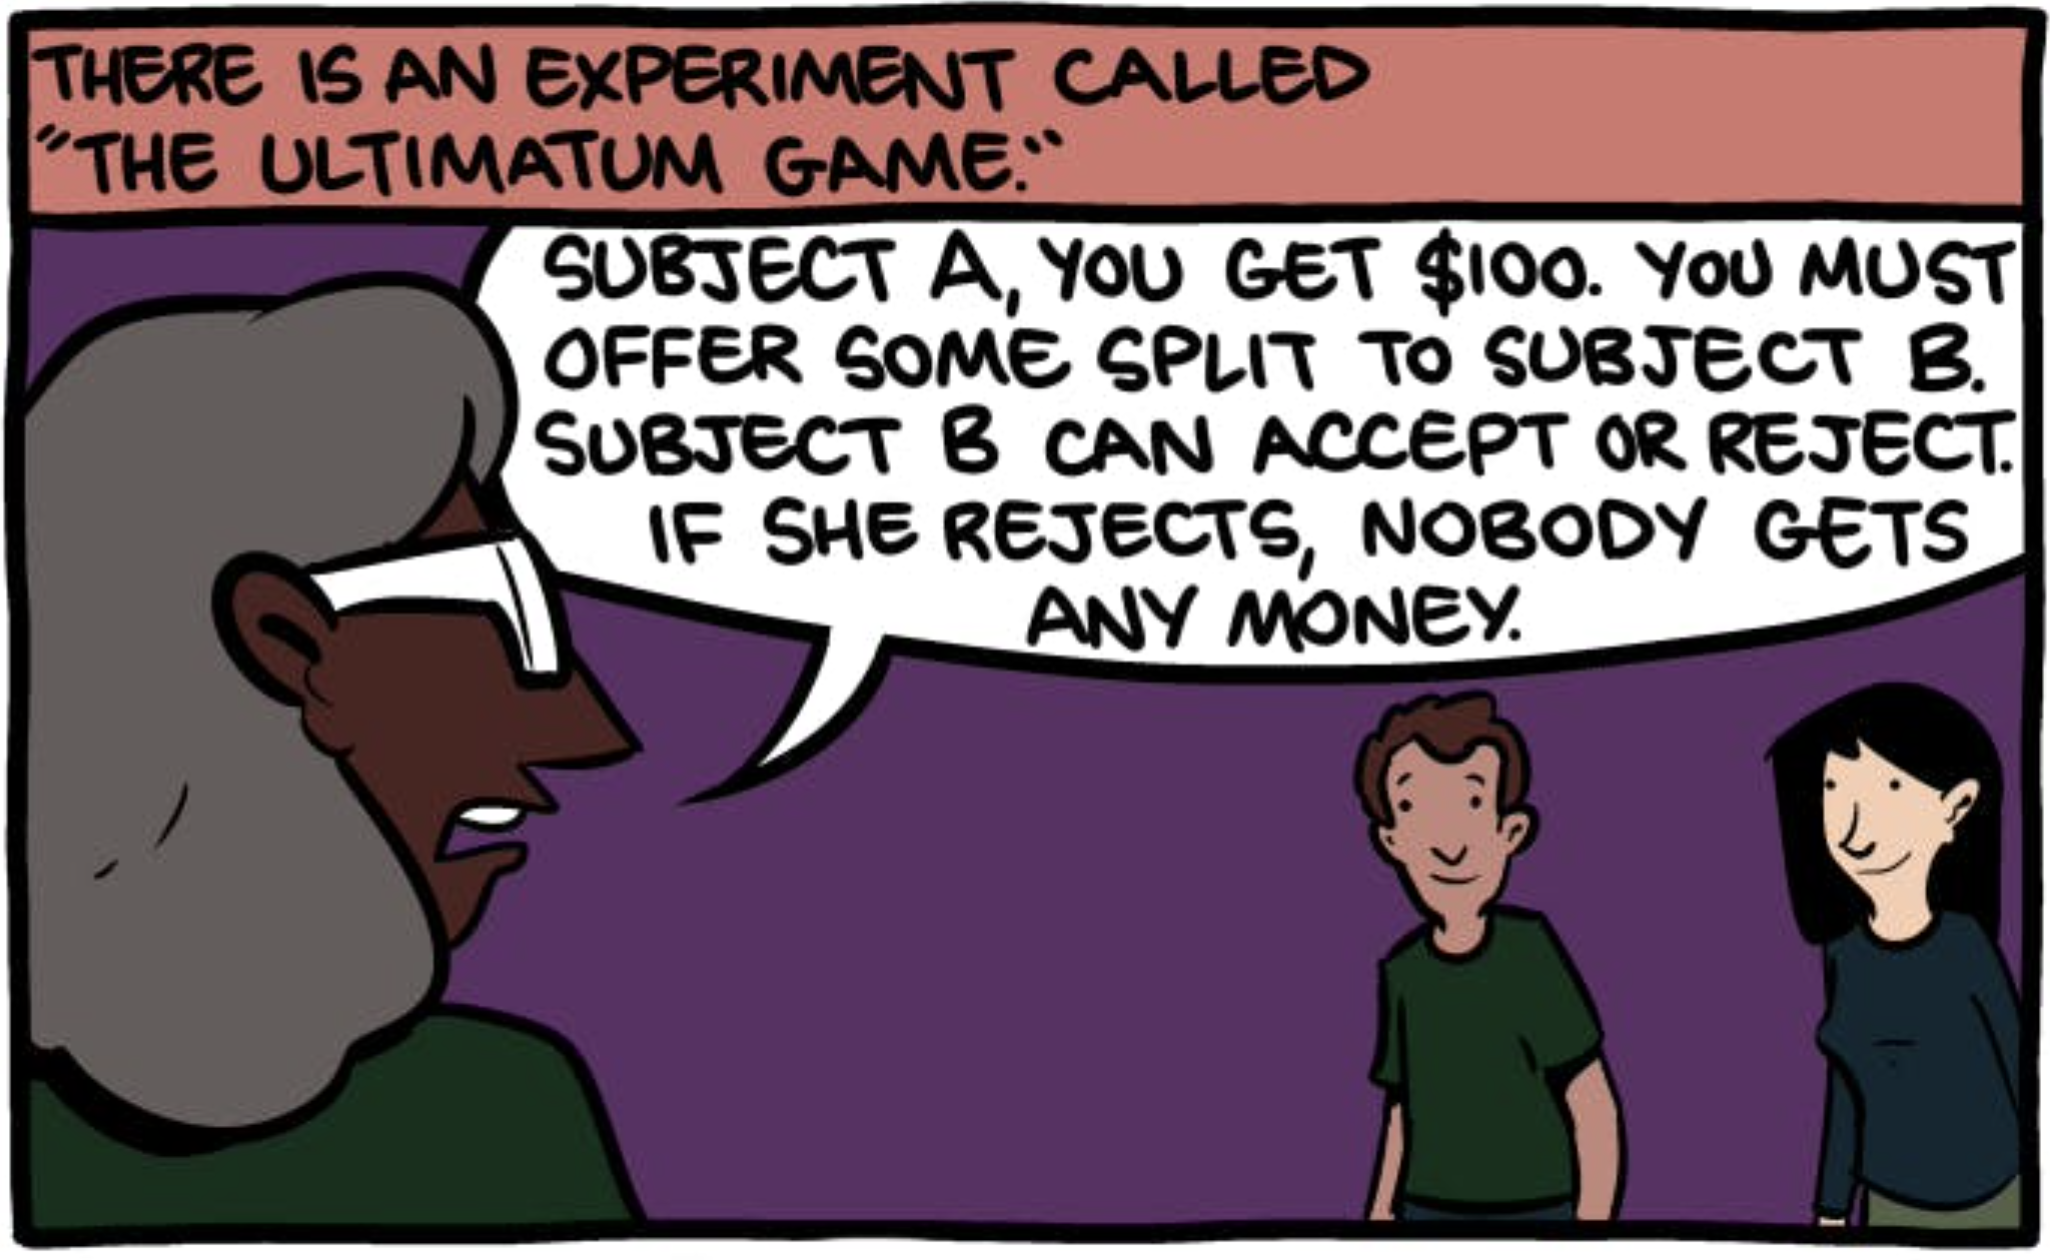 THERE IS AN EXPERIMENT CALLED
"THE ULTIMATUM GAME."
SUBJECT A, YOU GET $100. YOU MUST
OFFER SOME SPLIT TO SUBJECT B.
SUBJECT B CAN ACCEPT OR REJECT.
IF SHE REJECTS, NOBODY GETS
ANY MONEY.